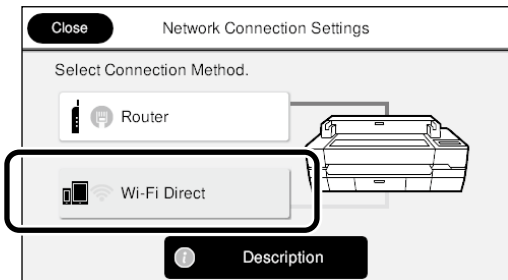 Close
Network Connection Settings
Select Connection Method.
Router
Wi-Fi Direct
Description